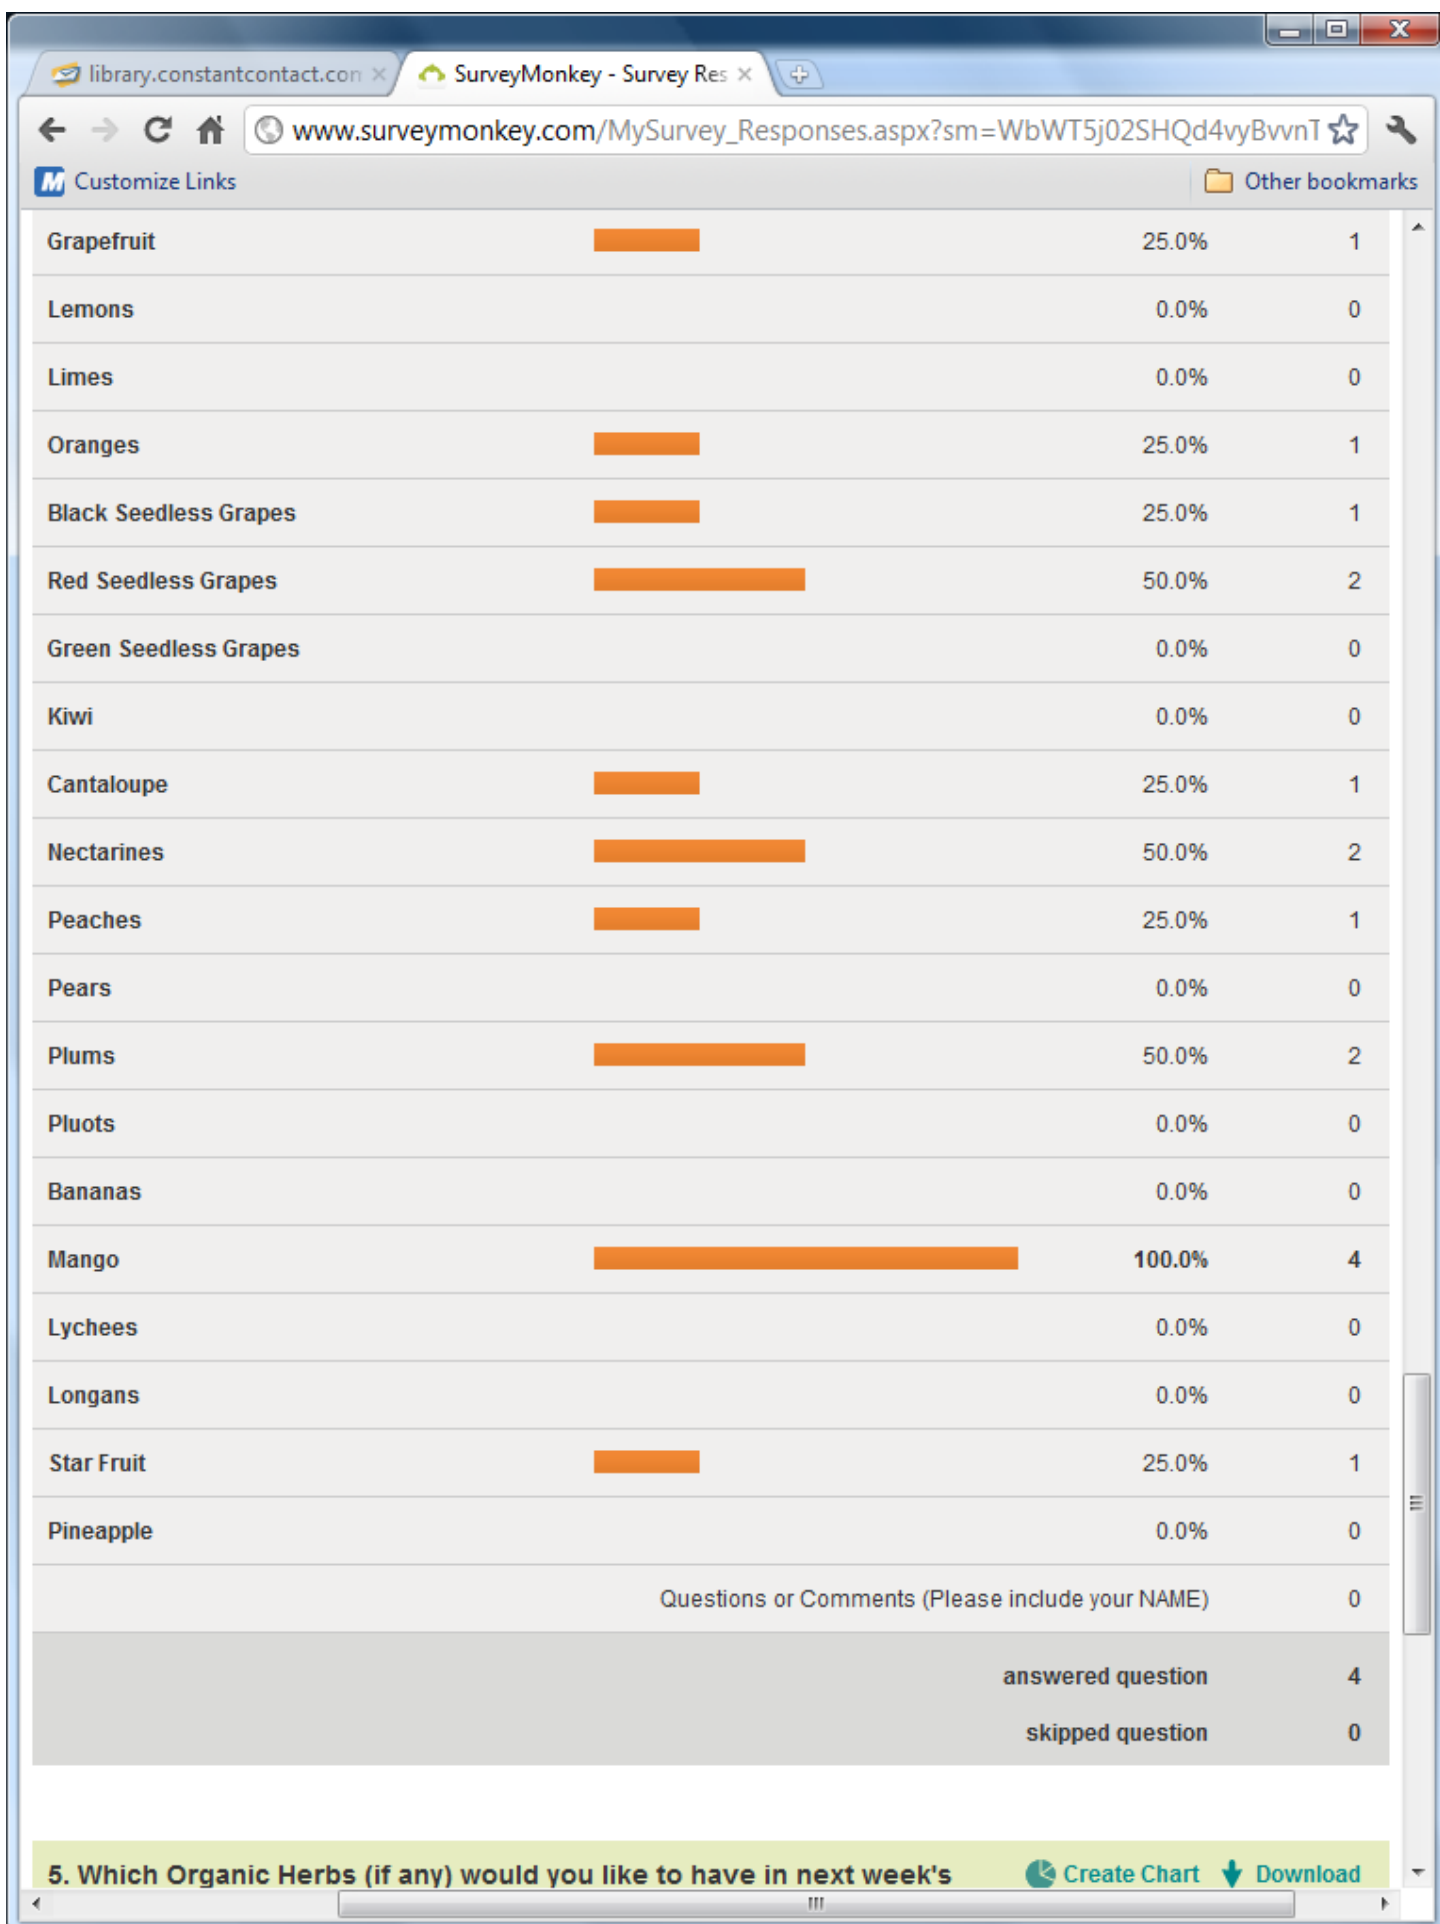 library.constantcontact.con
SurveyMonkey - Survey Res
www.surveymonkey.com/MySurvey_Responses.aspx?sm=WbWT5j02SHQd4vyBvvnT
M Customize Links Other bookmarks
Grapefruit 25.0% 1
Lemons 0.0% 0
Limes 0.0% 0
Oranges 25.0% 1
Black Seedless Grapes 25.0% 1
Red Seedless Grapes 50.0% 2
Green Seedless Grapes 0.0% 0
Kiwi 0.0% 0
Cantaloupe 25.0% 1
Nectarines 50.0% 2
Peaches 25.0% 1
Pears 0.0% 0
Plums 50.0% 2
Pluots 0.0% 0
Bananas 0.0% 0
Mango 100.0% 4
Lychees 0.0% 0
Longans 0.0% 0
Star Fruit 25.0% 1
Pineapple 0.0% 0
Questions or Comments (Please include your NAME) 0
answered question 4
skipped question 0
5. Which Organic Herbs (if any) would you like to have in next week's Create Chart Download